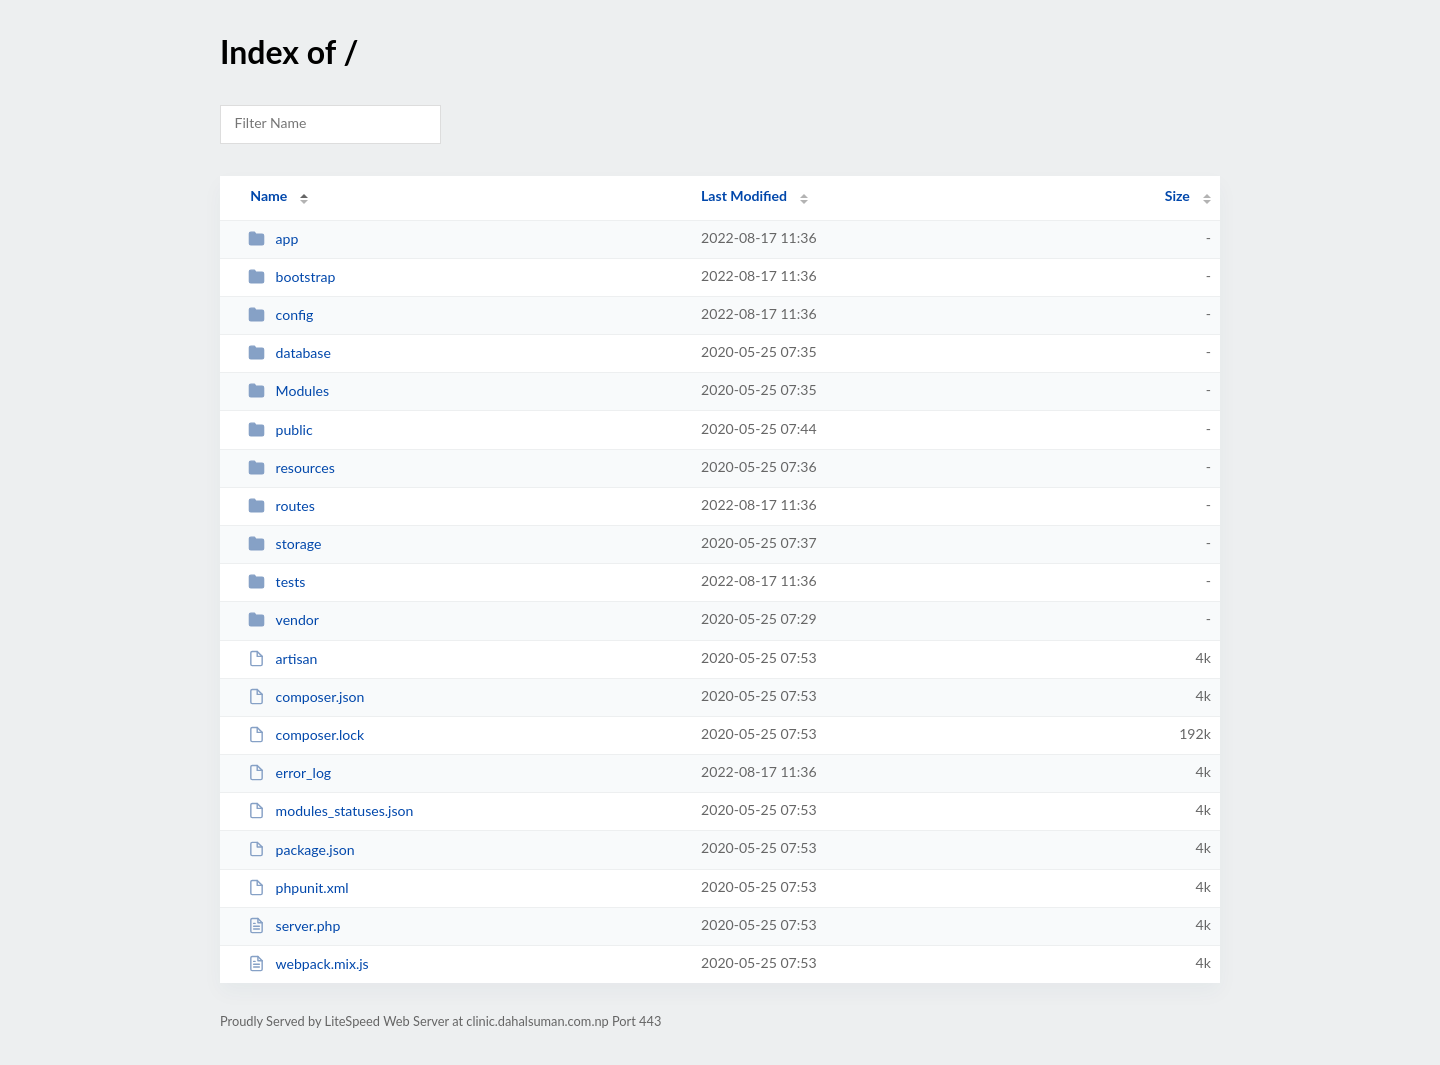 Index of /
Filter Name
Name Last Modified Size
app 2022-08-17 11:36 -
bootstrap 2022-08-17 11:36 -
config 2022-08-17 11:36 -
database 2020-05-25 07:35 -
Modules 2020-05-25 07:35 -
public 2020-05-25 07:44 -
resources 2020-05-25 07:36 -
routes 2022-08-17 11:36 -
storage 2020-05-25 07:37 -
tests 2022-08-17 11:36 -
vendor 2020-05-25 07:29 -
artisan 2020-05-25 07:53 4k
composer.json 2020-05-25 07:53 4k
composer.lock 2020-05-25 07:53 192k
error_log 2022-08-17 11:36 4k
modules_statuses.json 2020-05-25 07:53 4k
package.json 2020-05-25 07:53 4k
phpunit.xml 2020-05-25 07:53 4k
server.php 2020-05-25 07:53 4k
webpack.mix.js 2020-05-25 07:53 4k
Proudly Served by LiteSpeed Web Server at clinic.dahalsuman.com.np Port 443